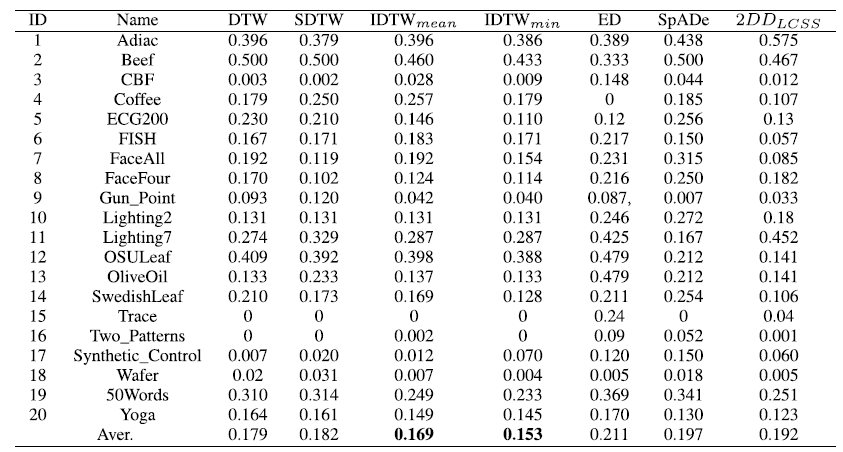 ID Name DTW SDTW IDTWmean IDTWmin ED SpADe 2DDLCSS
1 Adiac 0.396 0.379 0.396 0.386 0.389 0.438 0.575
2 Beef 0.500 0.500 0.460 0.433 0.333 0.500 0.467
3 CBF 0.003 0.002 0.028 0.009 0.148 0.044 0.012
4 Coffee 0.179 0.250 0.257 0.179 0 0.185 0.107
5 ECG200 0.230 0.210 0.146 0.110 0.12 0.256 0.13
6 FISH 0.167 0.171 0.183 0.171 0.217 0.150 0.057
7 FaceAll 0.192 0.119 0.192 0.154 0.231 0.315 0.085
8 FaceFour 0.170 0.102 0.124 0.114 0.216 0.250 0.182
9 Gun_Point 0.093 0.120 0.042 0.040 0.087, 0.007 0.033
10 Lighting2 0.131 0.131 0.131 0.131 0.246 0.272 0.18
11 Lighting7 0.274 0.329 0.287 0.287 0.425 0.167 0.452
12 OSULeaf 0.409 0.392 0.398 0.388 0.479 0.212 0.141
13 OliveOil 0.133 0.233 0.137 0.133 0.479 0.212 0.141
14 SwedishLeaf 0.210 0.173 0.169 0.128 0.211 0.254 0.106
15 Trace 0 0 0 0 0.24 0 0.04
16 Two_Patterns 0 0 0.002 0 0.09 0.052 0.001
17 Synthetic_Control 0.007 0.020 0.012 0.070 0.120 0.150 0.060
18 Wafer 0.02 0.031 0.007 0.004 0.005 0.018 0.005
19 50Words 0.310 0.314 0.249 0.233 0.369 0.341 0.251
20 Yoga 0.164 0.161 0.149 0.145 0.170 0.130 0.123
Aver. 0.179 0.182 0.169 0.153 0.211 0.197 0.192